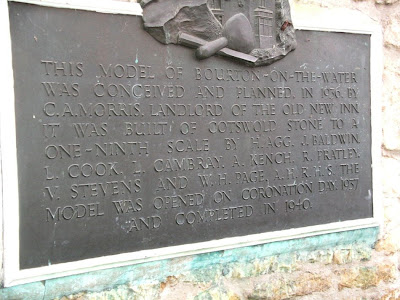 THIS MODEL OF BOURTON-ON-THE-WATER
WAS CONCEIVED AND PLANNED, IN 1936, BY
C.A.MORRIS, LANDLORD OF THE OLD NEW INN.
IT WAS BUILT OF COTSWOLD STONE TO A
ONE-NINTH SCALE BY H. AGG, J. BALDWIN,
L. COOK, L. CAMBRAY, A. KENCH, R. PRATLEY,
V. STEVENS AND W. H. PAGE, A. H. R. H. S. THE
MODEL WAS OPENED ON CORONATION DAY, 1937
AND COMPLETED IN 1940.